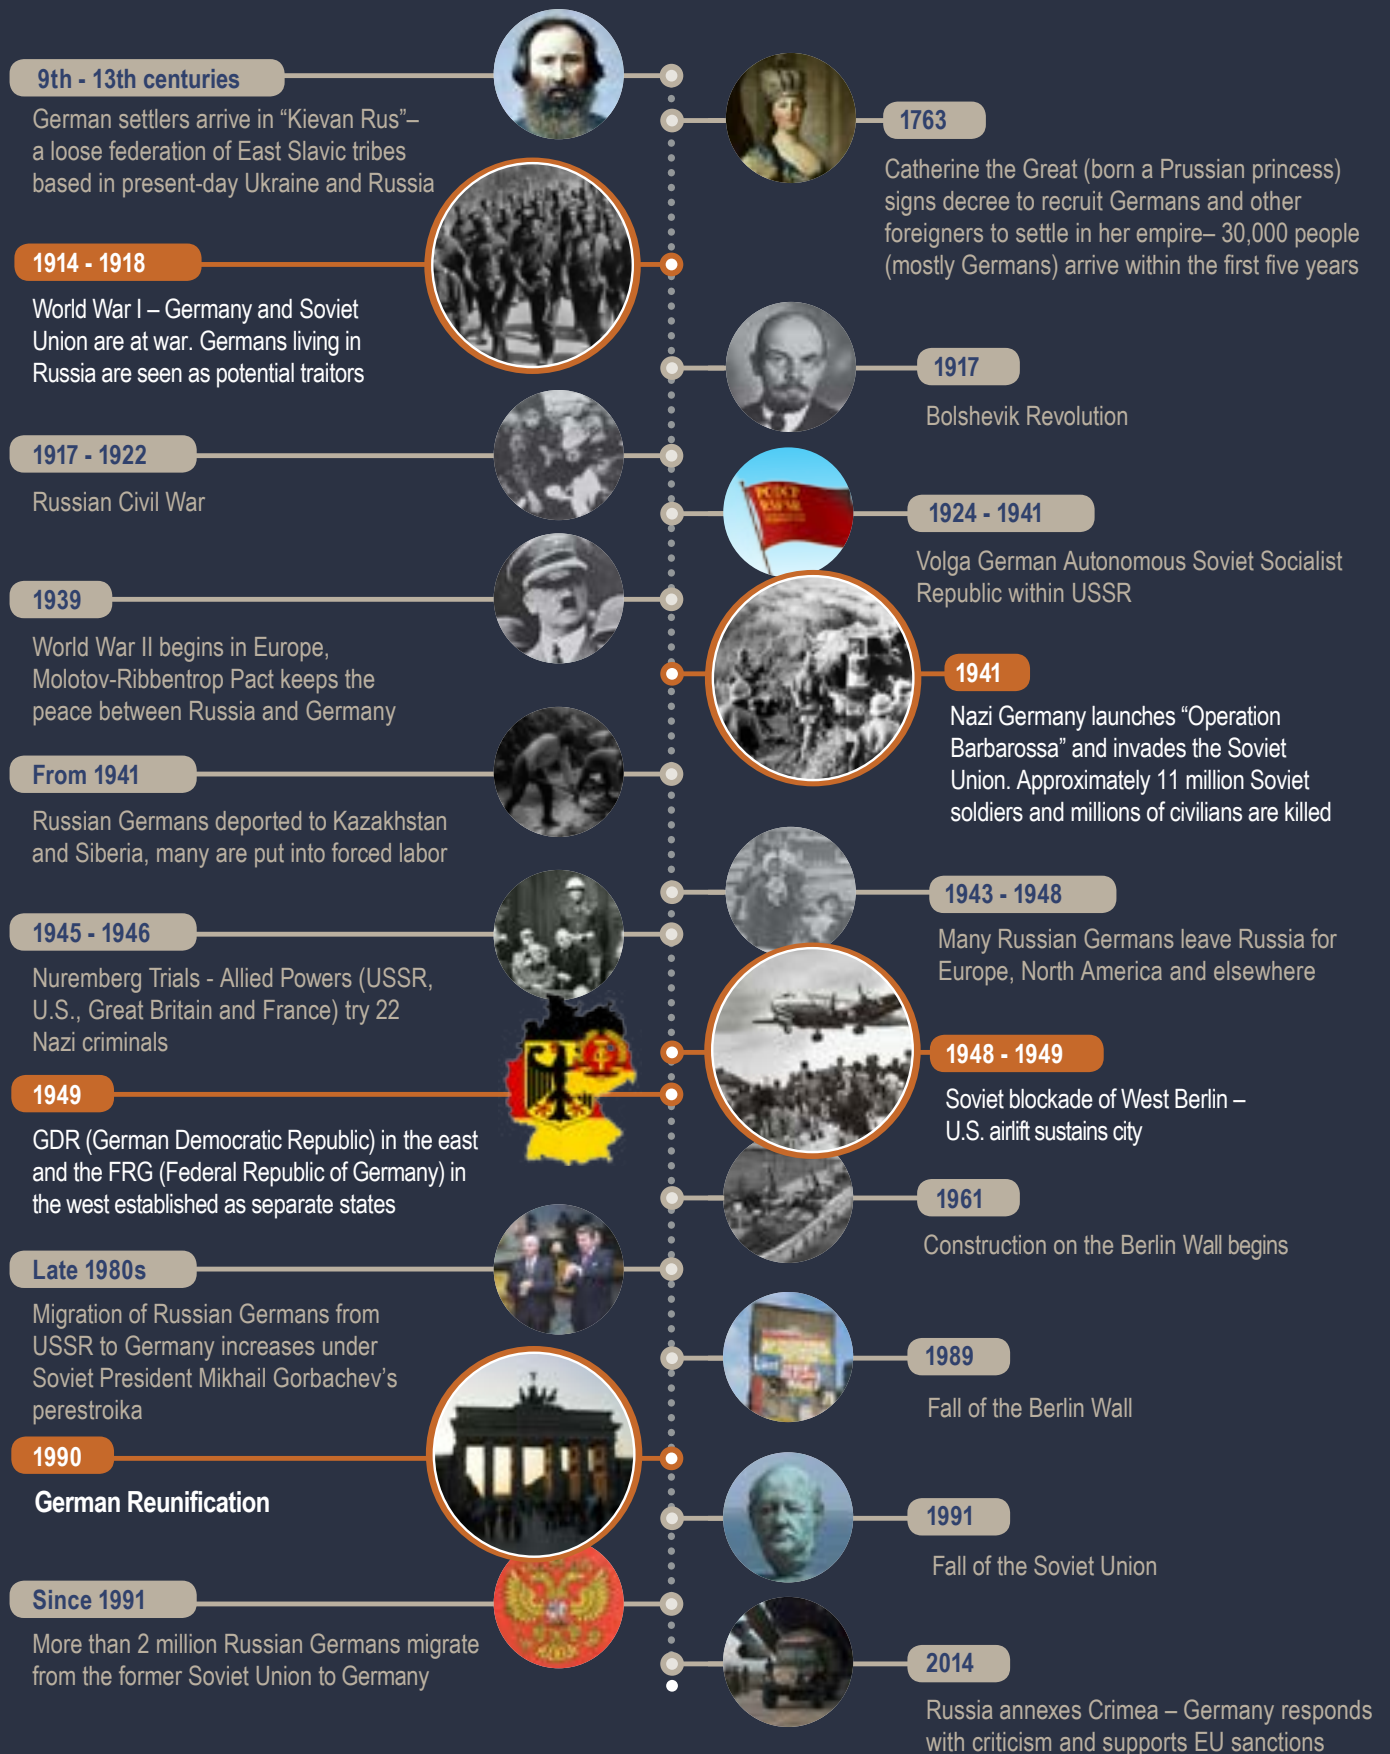 9th - 13th centuries
German settlers arrive in “Kievan Rus”–
a loose federation of East Slavic tribes
based in present-day Ukraine and Russia
1763
Catherine the Great (born a Prussian princess)
signs decree to recruit Germans and other
foreigners to settle in her empire– 30,000 people
(mostly Germans) arrive within the first five years
1914 - 1918
World War I – Germany and Soviet
Union are at war. Germans living in
Russia are seen as potential traitors
1917
Bolshevik Revolution
1917 - 1922
Russian Civil War
1924 - 1941
Volga German Autonomous Soviet Socialist
Republic within USSR
1939
World War II begins in Europe,
Molotov-Ribbentrop Pact keeps the
peace between Russia and Germany
1941
Nazi Germany launches “Operation
Barbarossa” and invades the Soviet
Union. Approximately 11 million Soviet
soldiers and millions of civilians are killed
From 1941
Russian Germans deported to Kazakhstan
and Siberia, many are put into forced labor
1943 - 1948
Many Russian Germans leave Russia for
Europe, North America and elsewhere
1945 - 1946
Nuremberg Trials - Allied Powers (USSR,
U.S., Great Britain and France) try 22
Nazi criminals
1948 - 1949
Soviet blockade of West Berlin –
U.S. airlift sustains city
1949
GDR (German Democratic Republic) in the east
and the FRG (Federal Republic of Germany) in
the west established as separate states
1961
Construction on the Berlin Wall begins
Late 1980s
Migration of Russian Germans from
USSR to Germany increases under
Soviet President Mikhail Gorbachev’s
perestroika
1989
Fall of the Berlin Wall
1990
German Reunification
1991
Fall of the Soviet Union
Since 1991
More than 2 million Russian Germans migrate
from the former Soviet Union to Germany
2014
Russia annexes Crimea – Germany responds
with criticism and supports EU sanctions